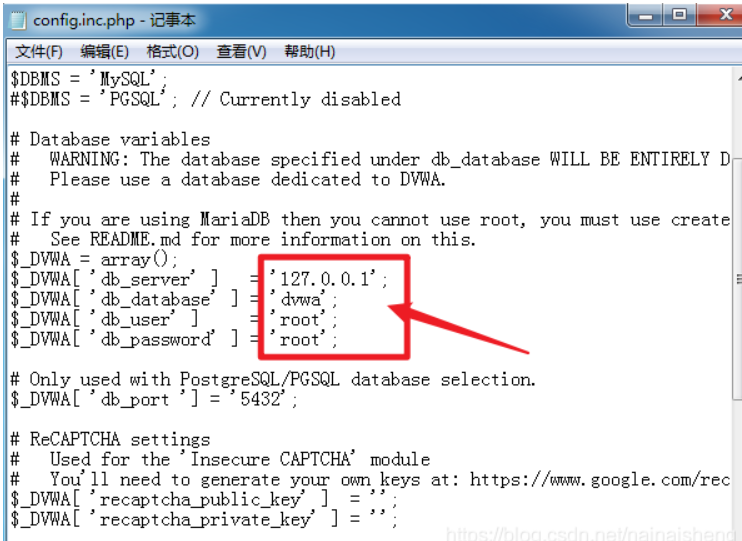 config.inc.php - 记事本
文件(F) 编辑(E) 格式(O) 查看(V) 帮助(H)
$DBMS = 'MySQL';
#$DBMS = 'PGSQL'; // Currently disabled
# Database variables
#   WARNING: The database specified under db_database WILL BE ENTIRELY D
#   Please use a database dedicated to DVWA.
#
# If you are using MariaDB then you cannot use root, you must use create
#   See README.md for more information on this.
$_DVWA = array();
$_DVWA[ 'db_server' ]   = '127.0.0.1';
$_DVWA[ 'db_database' ] = 'dvwa';
$_DVWA[ 'db_user' ]     = 'root';
$_DVWA[ 'db_password' ] = 'root';
# Only used with PostgreSQL/PGSQL database selection.
$_DVWA[ 'db_port '] = '5432';
# ReCAPTCHA settings
#   Used for the 'Insecure CAPTCHA' module
#   You'll need to generate your own keys at: https://www.google.com/rec
$_DVWA[ 'recaptcha_public_key' ]  = '';
$_DVWA[ 'recaptcha_private_key' ] = '';
https://blog.csdn.net/nainaisheng